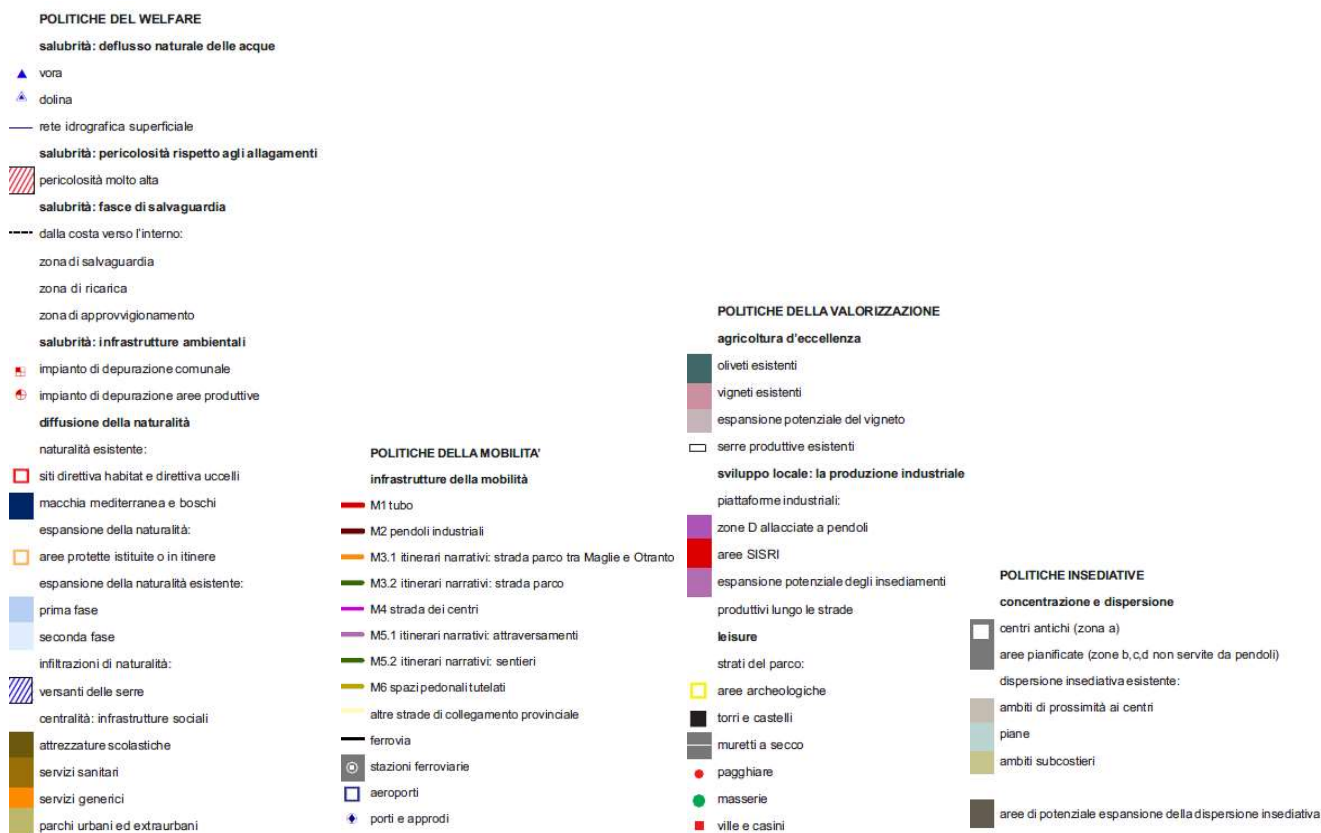 POLITICHE DEL WELFARE
salubrità: deflusso naturale delle acque
vora
dolina
rete idrografica superficiale
salubrità: pericolosità rispetto agli allagamenti
pericolosità molto alta
salubrità: fasce di salvaguardia
dalla costa verso l'interno:
zona di salvaguardia
zona di ricarica
zona di approvvigionamento
salubrità: infrastrutture ambientali
impianto di depurazione comunale
impianto di depurazione aree produttive
diffusione della naturalità
naturalità esistente:
siti direttiva habitat e direttiva uccelli
macchia mediterranea e boschi
espansione della naturalità:
aree protette istituite o in itinere
espansione della naturalità esistente:
prima fase
seconda fase
infiltrazioni di naturalità:
versanti delle serre
centralità: infrastrutture sociali
attrezzature scolastiche
servizi sanitari
servizi generici
parchi urbani ed extraurbani
POLITICHE DELLA MOBILITA'
infrastrutture della mobilità
M1 tubo
M2 pendoli industriali
M3.1 itinerari narrativi: strada parco tra Maglie e Otranto
M3.2 itinerari narrativi: strada parco
M4 strada dei centri
M5.1 itinerari narrativi: attraversamenti
M5.2 itinerari narrativi: sentieri
M6 spazi pedonali tutelati
altre strade di collegamento provinciale
ferrovia
stazioni ferroviarie
aeroporti
porti e approdi
POLITICHE DELLA VALORIZZAZIONE
agricoltura d'eccellenza
oliveti esistenti
vigneti esistenti
espansione potenziale del vigneto
serre produttive esistenti
sviluppo locale: la produzione industriale
piattaforme industriali:
zone D allacciate a pendoli
aree SISRI
espansione potenziale degli insediamenti
produttivi lungo le strade
leisure
strati del parco:
aree archeologiche
torri e castelli
muretti a secco
pagghiare
masserie
ville e casini
POLITICHE INSEDIATIVE
concentrazione e dispersione
centri antichi (zona a)
aree pianificate (zone b,c,d non servite da pendoli)
dispersione insediativa esistente:
ambiti di prossimità ai centri
piane
ambiti subcostieri
aree di potenziale espansione della dispersione insediativa